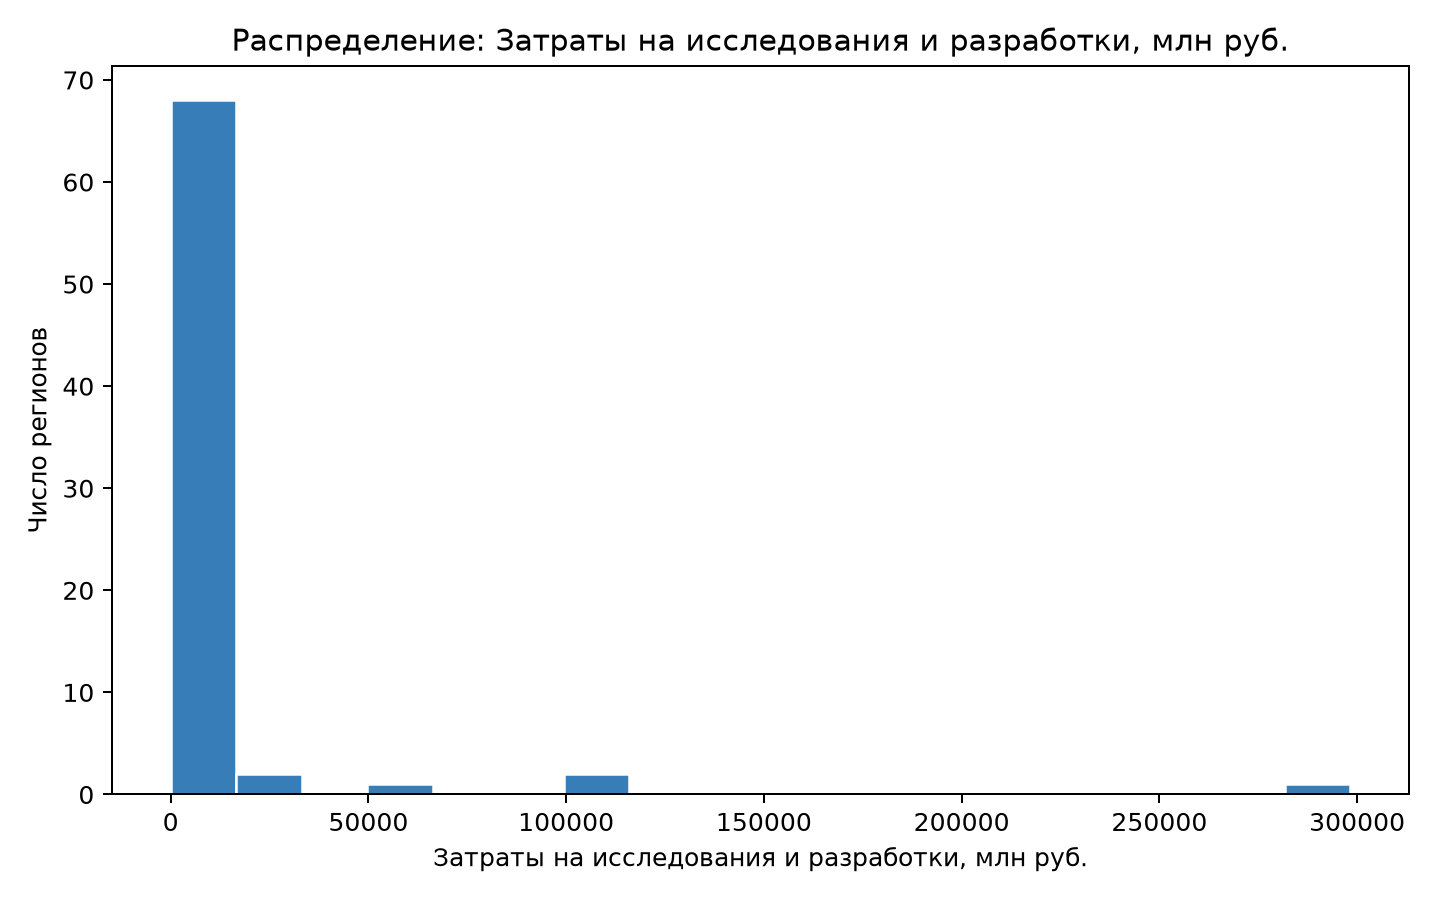 Распределение: Затраты на исследования и разработки, млн руб.
70
60
50
40
30
20
10
0
Число регионов
0 50000 100000 150000 200000 250000 300000
Затраты на исследования и разработки, млн руб.